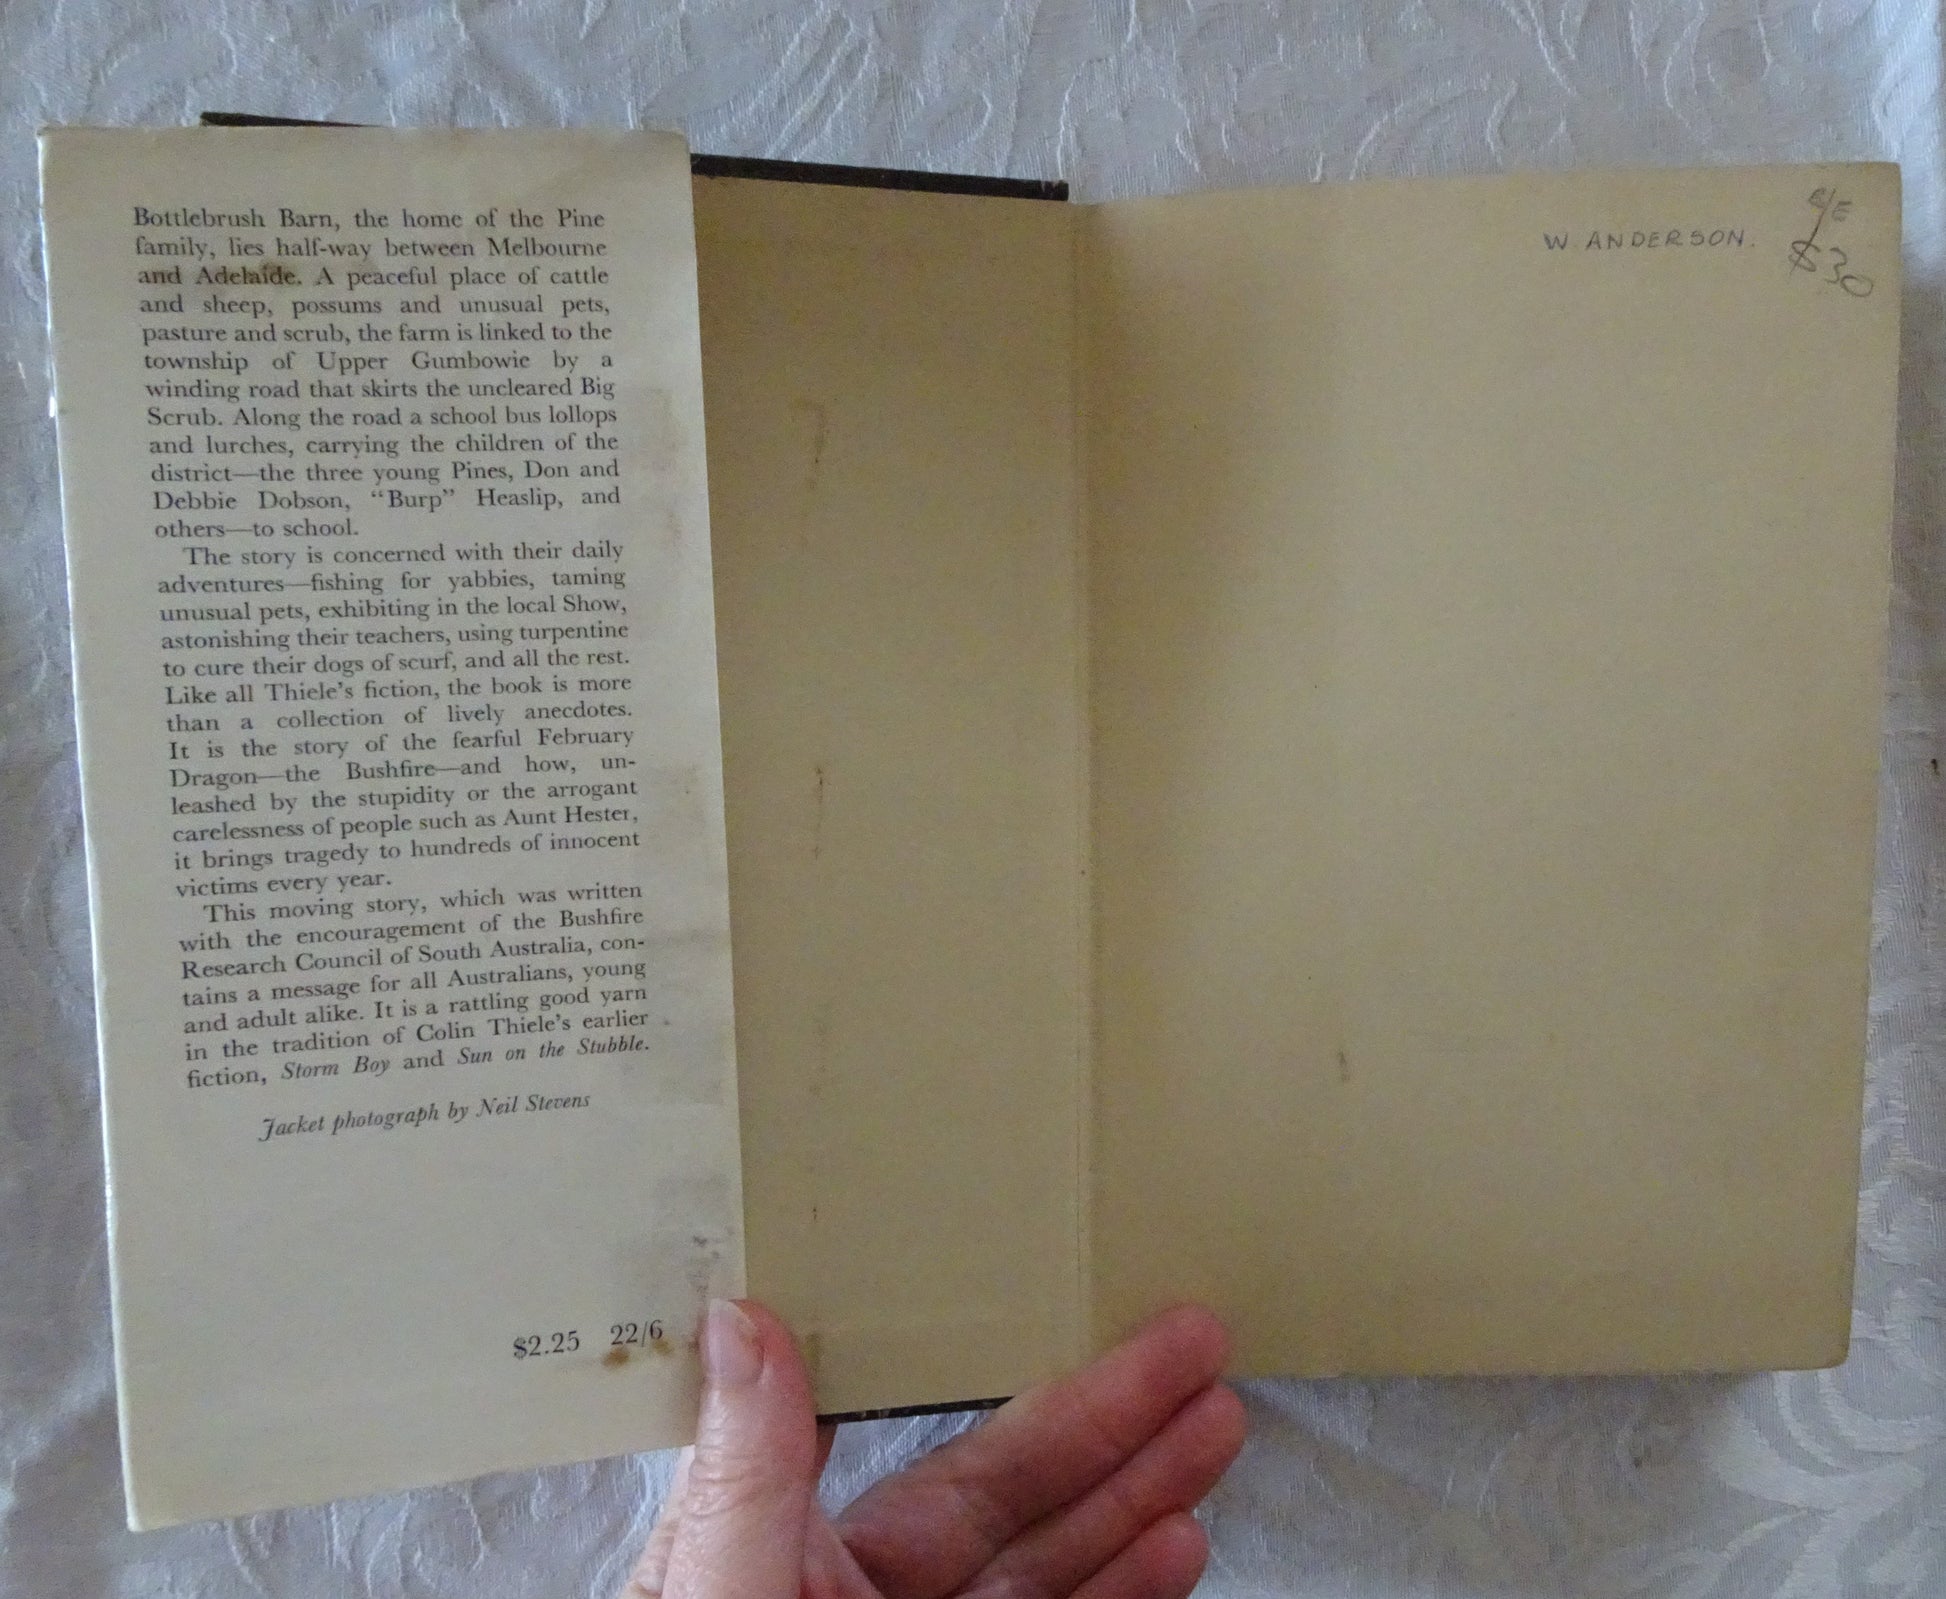 Bottlebrush Barn, the home of the Pine
family, lies half-way between Melbourne
and Adelaide. A peaceful place of cattle
and sheep, possums and unusual pets,
pasture and scrub, the farm is linked to the
township of Upper Gumbowie by a
winding road that skirts the uncleared Big
Scrub. Along the road a school bus lollops
and lurches, carrying the children of the
district—the three young Pines, Don and
Debbie Dobson, “Burp” Heaslip, and
others—to school.
The story is concerned with their daily
adventures—fishing for yabbies, taming
unusual pets, exhibiting in the local Show,
astonishing their teachers, using turpentine
to cure their dogs of scurf, and all the rest.
Like all Thiele’s fiction, the book is more
than a collection of lively anecdotes.
It is the story of the fearful February
Dragon—the Bushfire—and how, un-
leashed by the stupidity or the arrogant
carelessness of people such as Aunt Hester,
it brings tragedy to hundreds of innocent
victims every year.
This moving story, which was written
with the encouragement of the Bushfire
Research Council of South Australia, con-
tains a message for all Australians, young
and adult alike. It is a rattling good yarn
in the tradition of Colin Thiele’s earlier
fiction, Storm Boy and Sun on the Stubble.
Jacket photograph by Neil Stevens
$2.25 22/6
W. ANDERSON.
$30